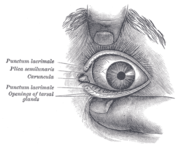 Punctum lacrimale
Plica semilunaris
Caruncula
Punctum lacrimale
Openings of tarsal
glands